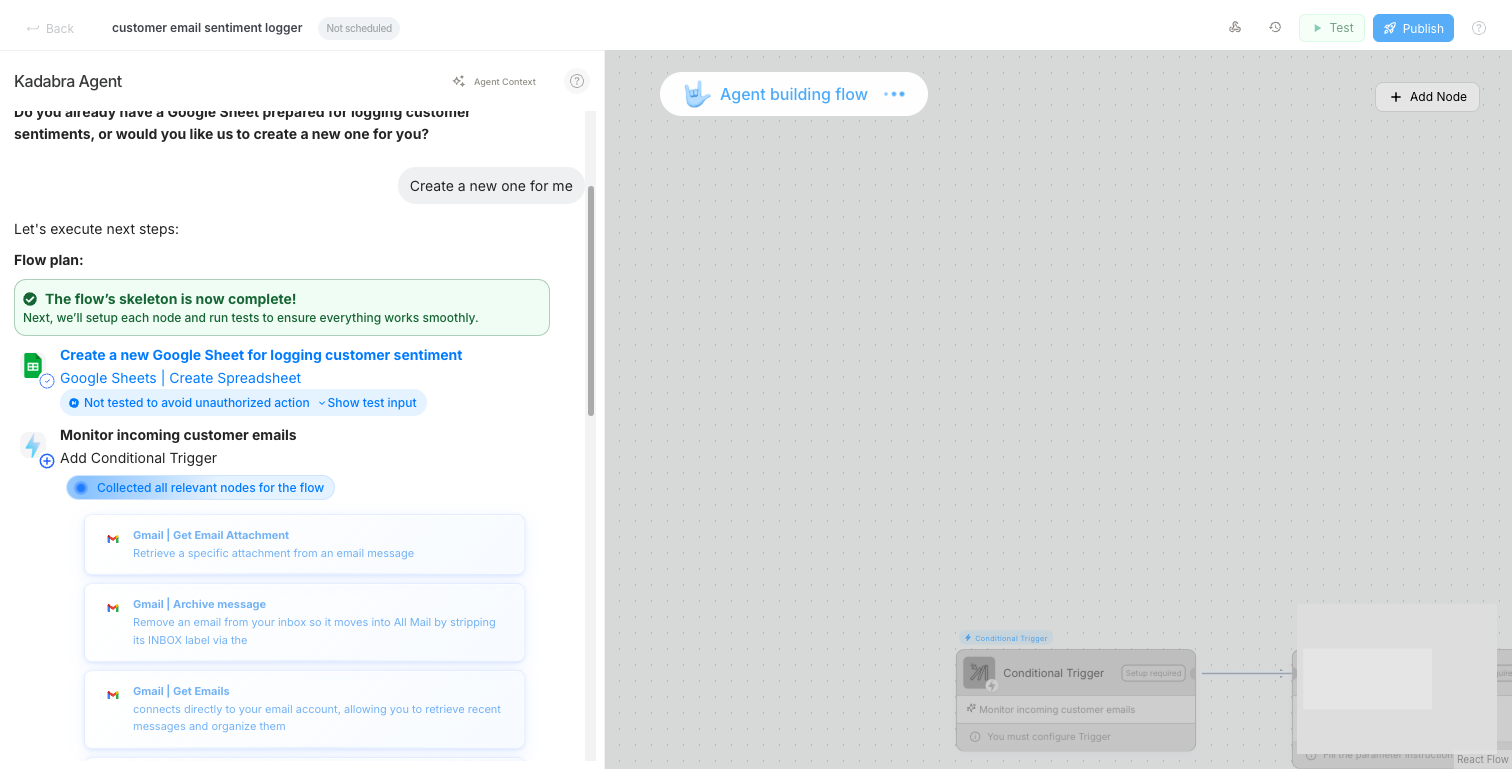 Back
customer email sentiment logger
Not scheduled
Test
Publish
Kadabra Agent
Agent Context
Do you already have a Google Sheet prepared for logging customer
sentiments, or would you like us to create a new one for you?
Create a new one for me
Let's execute next steps:
Flow plan:
The flow's skeleton is now complete!
Next, we'll setup each node and run tests to ensure everything works smoothly.
Create a new Google Sheet for logging customer sentiment
Google Sheets | Create Spreadsheet
Not tested to avoid unauthorized action Show test input
Monitor incoming customer emails
Add Conditional Trigger
Collected all relevant nodes for the flow
Gmail | Get Email Attachment
Retrieve a specific attachment from an email message
Gmail | Archive message
Remove an email from your inbox so it moves into All Mail by stripping
its INBOX label via the
Gmail | Get Emails
connects directly to your email account, allowing you to retrieve recent
messages and organize them
Agent building flow
Add Node
Conditional Trigger
Conditional Trigger
Setup required
Monitor incoming customer emails
You must configure Trigger
Fill the parameter instruction
React Flow